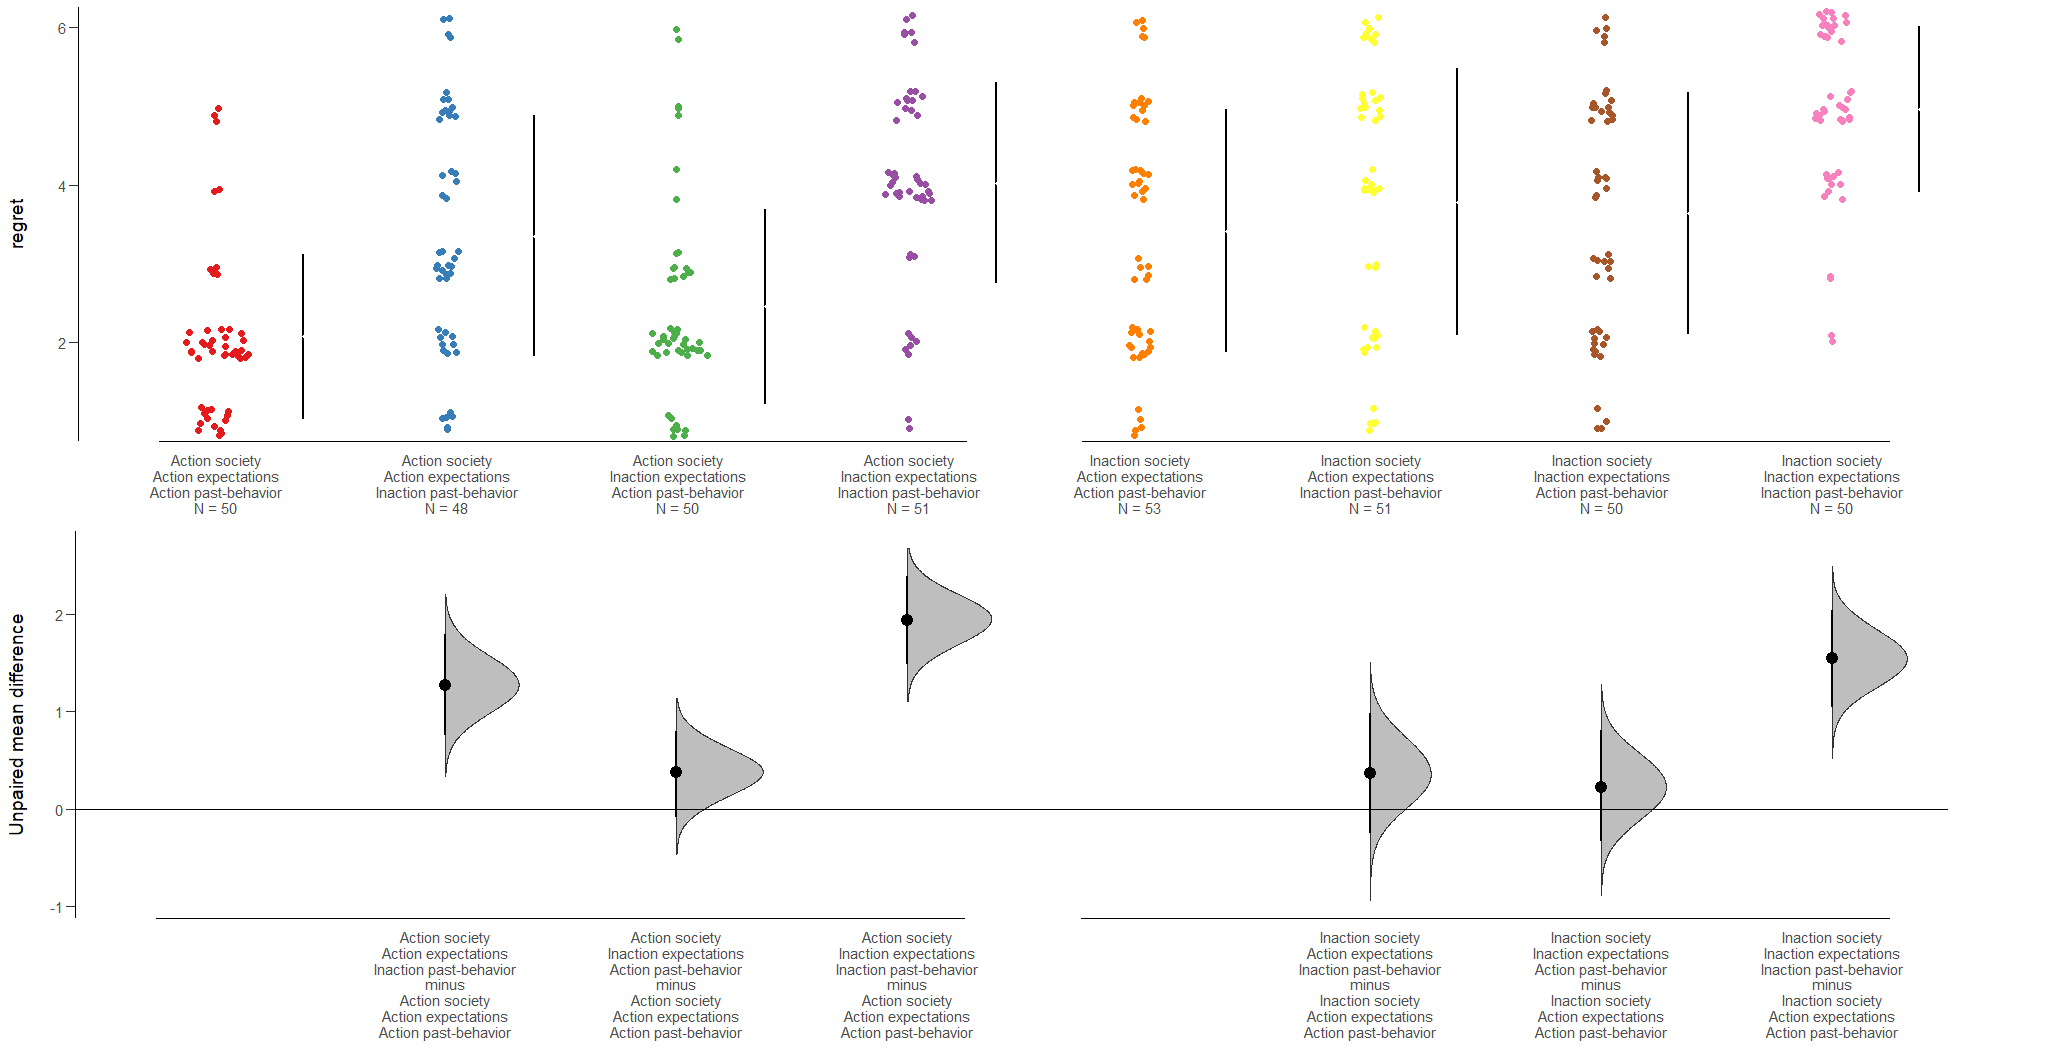 6
4
2
regret
Action society
Action expectations
Action past-behavior
N = 50
Action society
Action expectations
Inaction past-behavior
N = 48
Action society
Inaction expectations
Action past-behavior
N = 50
Action society
Inaction expectations
Inaction past-behavior
N = 51
Inaction society
Action expectations
Action past-behavior
N = 53
Inaction society
Action expectations
Inaction past-behavior
N = 51
Inaction society
Inaction expectations
Action past-behavior
N = 50
Inaction society
Inaction expectations
Inaction past-behavior
N = 50
2
1
0
-1
Unpaired mean difference
Action society
Action expectations
Inaction past-behavior
minus
Action society
Action expectations
Action past-behavior
Action society
Inaction expectations
Action past-behavior
minus
Action society
Action expectations
Action past-behavior
Action society
Inaction expectations
Inaction past-behavior
minus
Action society
Action expectations
Action past-behavior
Inaction society
Action expectations
Inaction past-behavior
minus
Inaction society
Action expectations
Action past-behavior
Inaction society
Inaction expectations
Action past-behavior
minus
Inaction society
Action expectations
Action past-behavior
Inaction society
Inaction expectations
Inaction past-behavior
minus
Inaction society
Action expectations
Action past-behavior